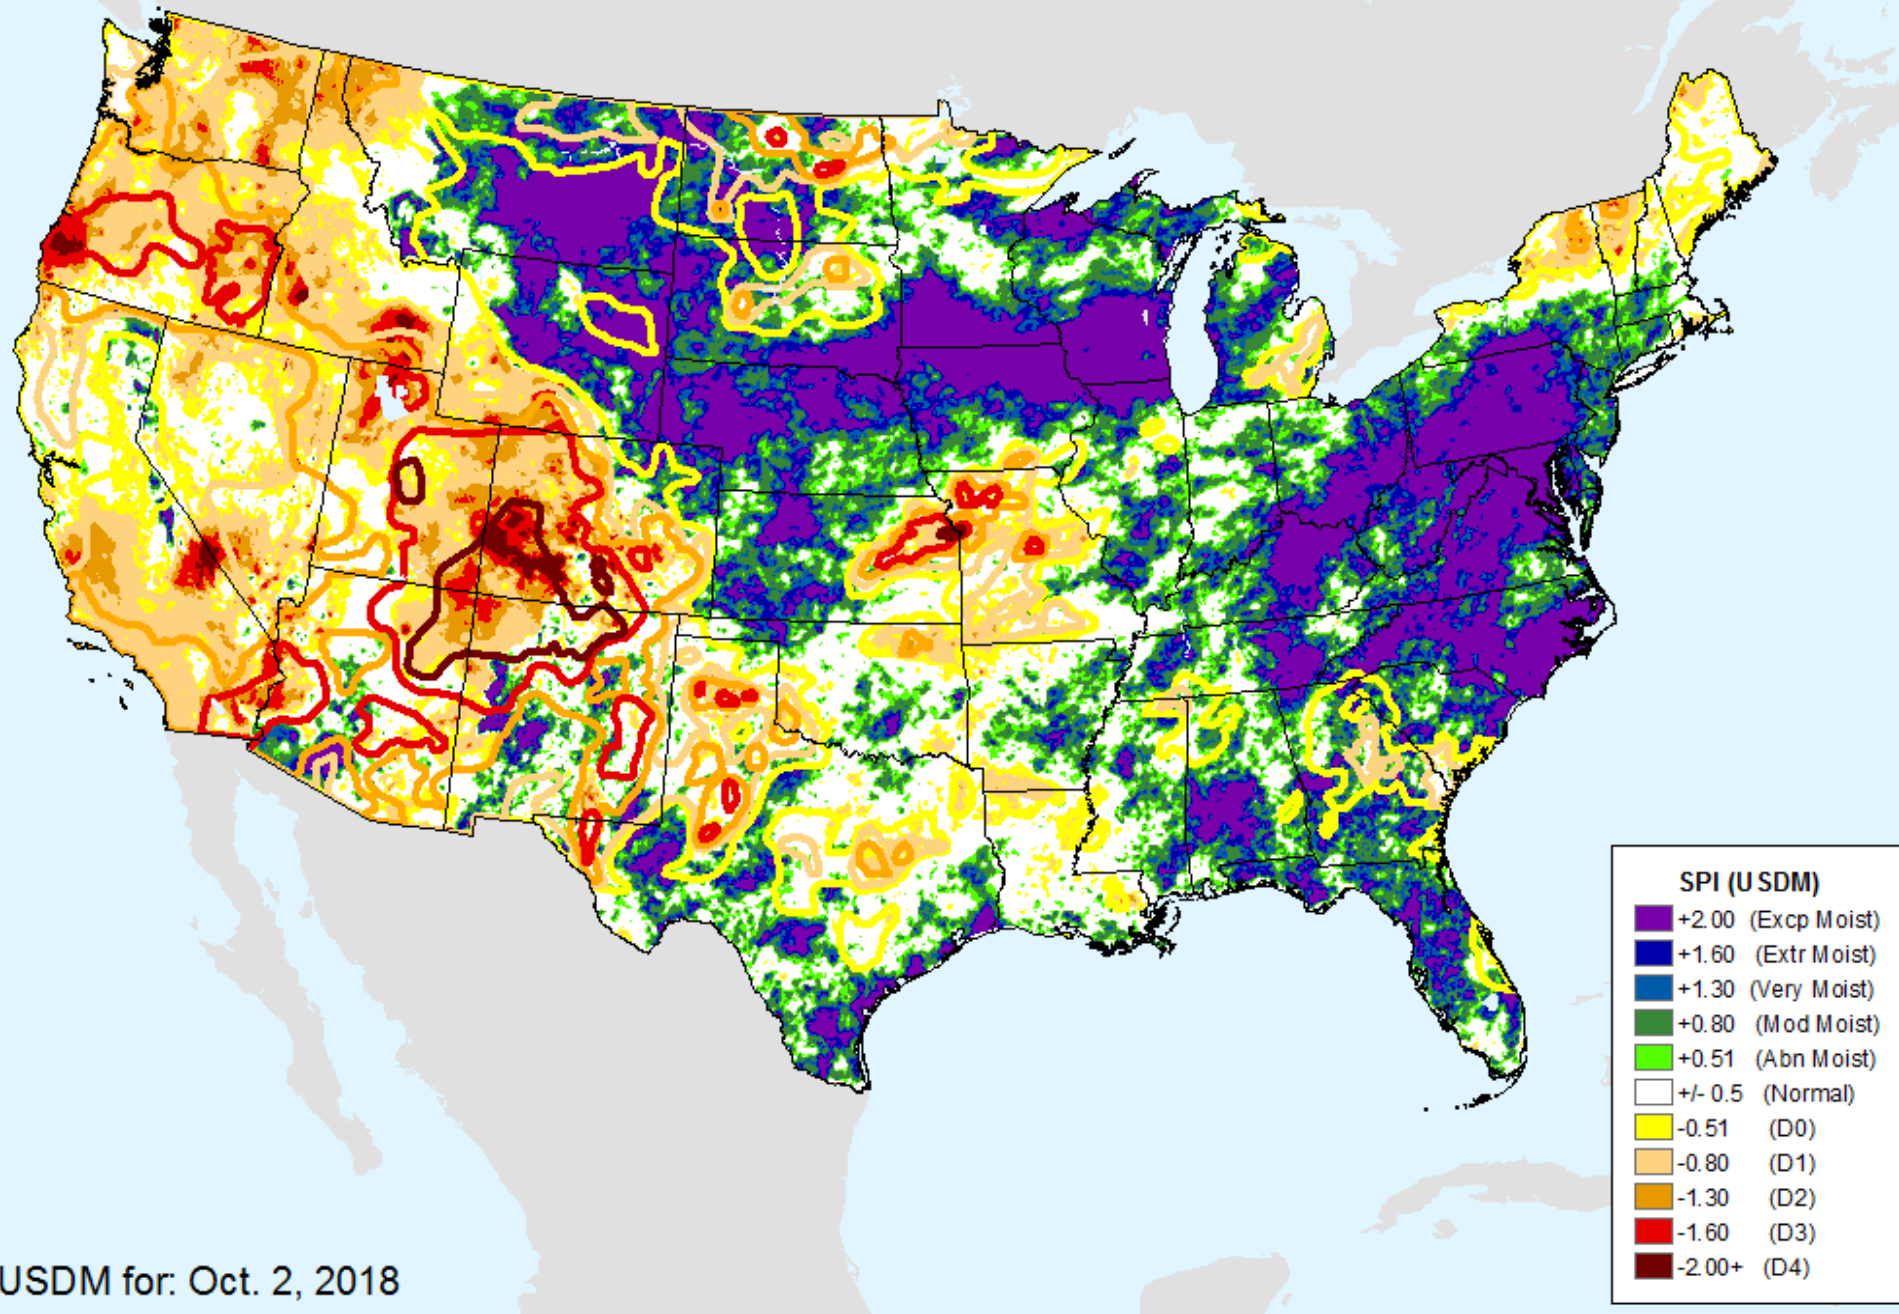 SPI (USDM)
+2.00 (Excp Moist)
+1.60 (Extr Moist)
+1.30 (Very Moist)
+0.80 (Mod Moist)
+0.51 (Abn Moist)
+/- 0.5 (Normal)
-0.51 (D0)
-0.80 (D1)
-1.30 (D2)
-1.60 (D3)
-2.00+ (D4)
USDM for: Oct. 2, 2018